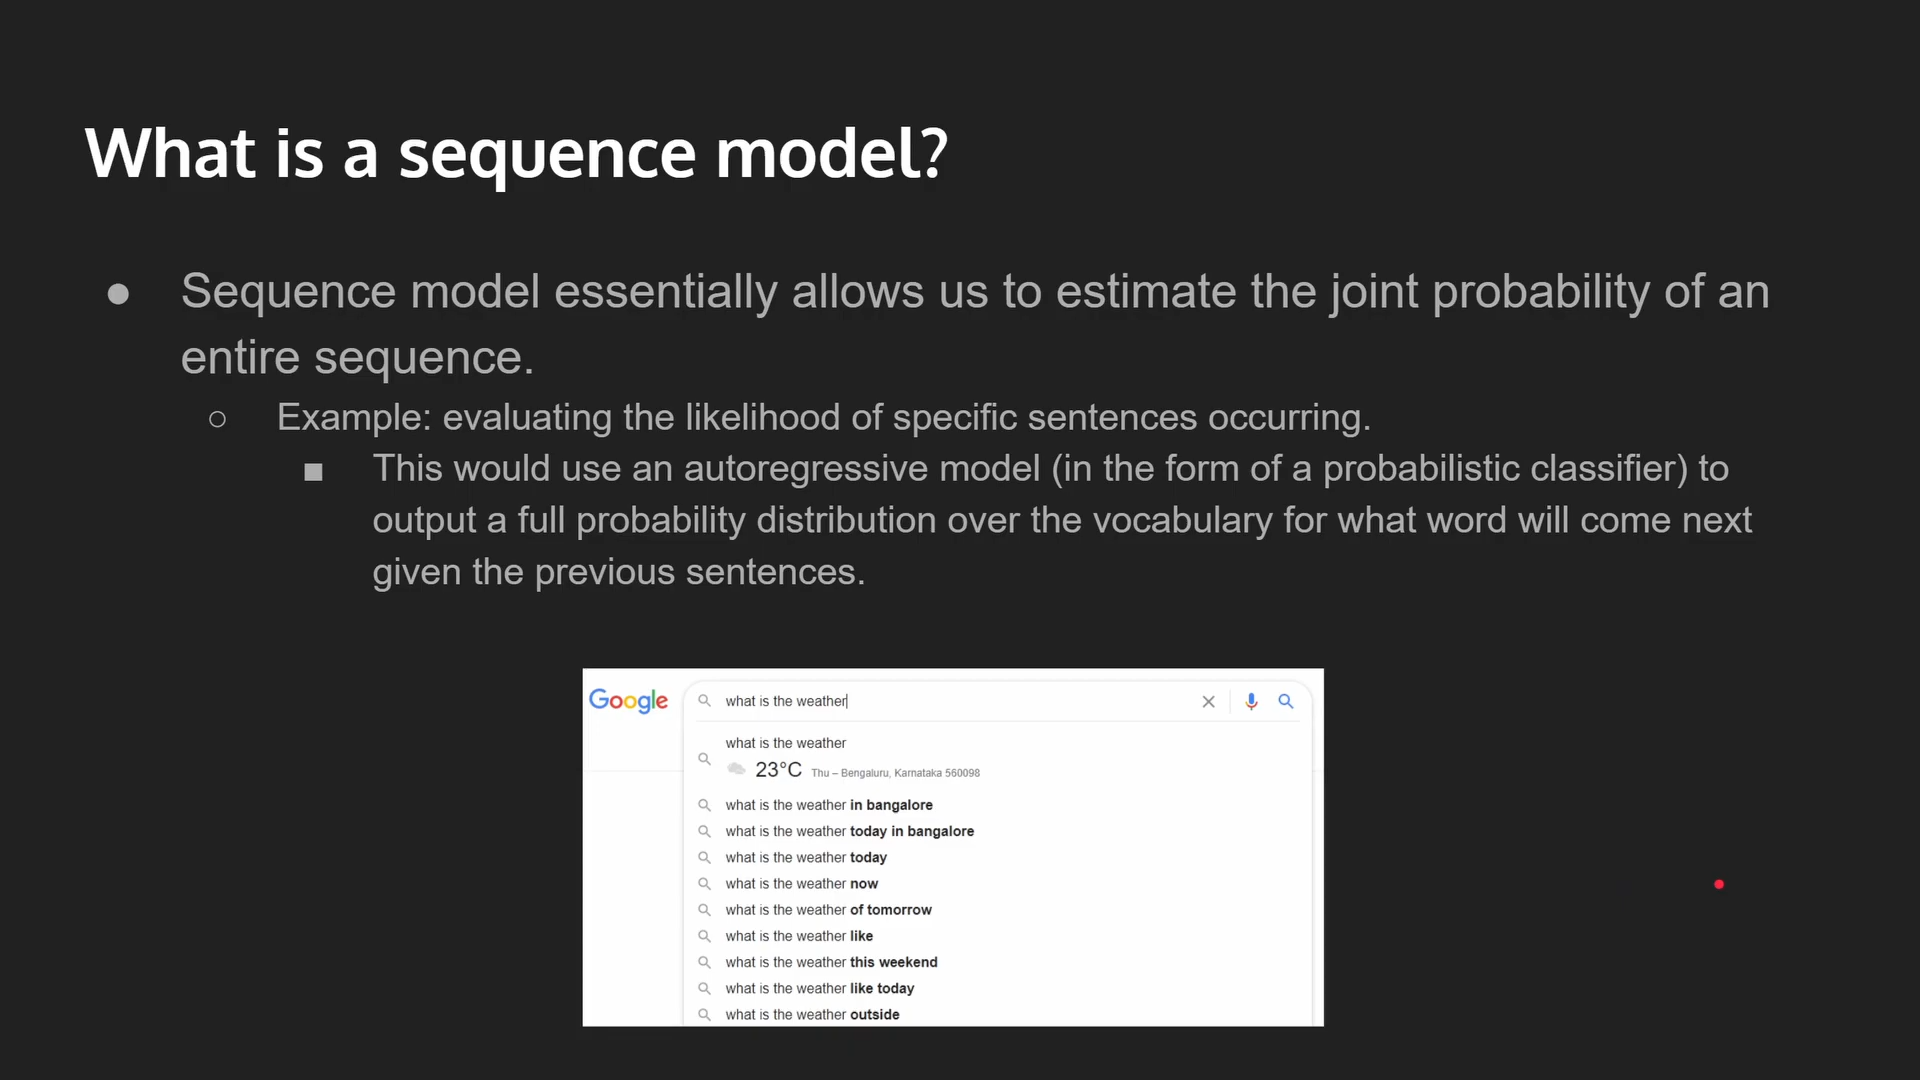 What is a sequence model?
● Sequence model essentially allows us to estimate the joint probability of an
entire sequence.
○ Example: evaluating the likelihood of specific sentences occurring.
■ This would use an autoregressive model (in the form of a probabilistic classifier) to
output a full probability distribution over the vocabulary for what word will come next
given the previous sentences.
Google what is the weather
what is the weather
23°C Thu – Bengaluru, Karnataka 560098
what is the weather in bangalore
what is the weather today in bangalore
what is the weather today
what is the weather now
what is the weather of tomorrow
what is the weather like
what is the weather this weekend
what is the weather like today
what is the weather outside